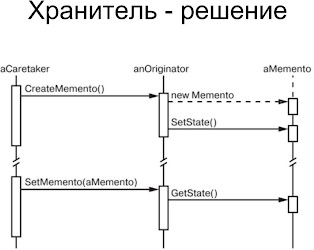 Хранитель - решение
aCaretaker anOriginator aMemento
CreateMemento()
new Memento
SetState()
SetMemento(aMemento)
GetState()